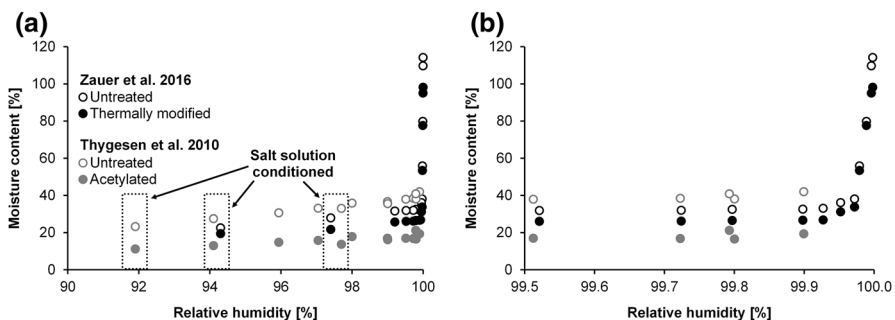 (a)
120
100
80
60
40
20
0
Moisture content [%]
Zauer et al. 2016
Untreated
Thermally modified
Thygesen et al. 2010
Untreated
Acetylated
Salt solution
conditioned
90 92 94 96 98 100
Relative humidity [%]
(b)
120
100
80
60
40
20
0
Moisture content [%]
99.5 99.6 99.7 99.8 99.9 100.0
Relative humidity [%]